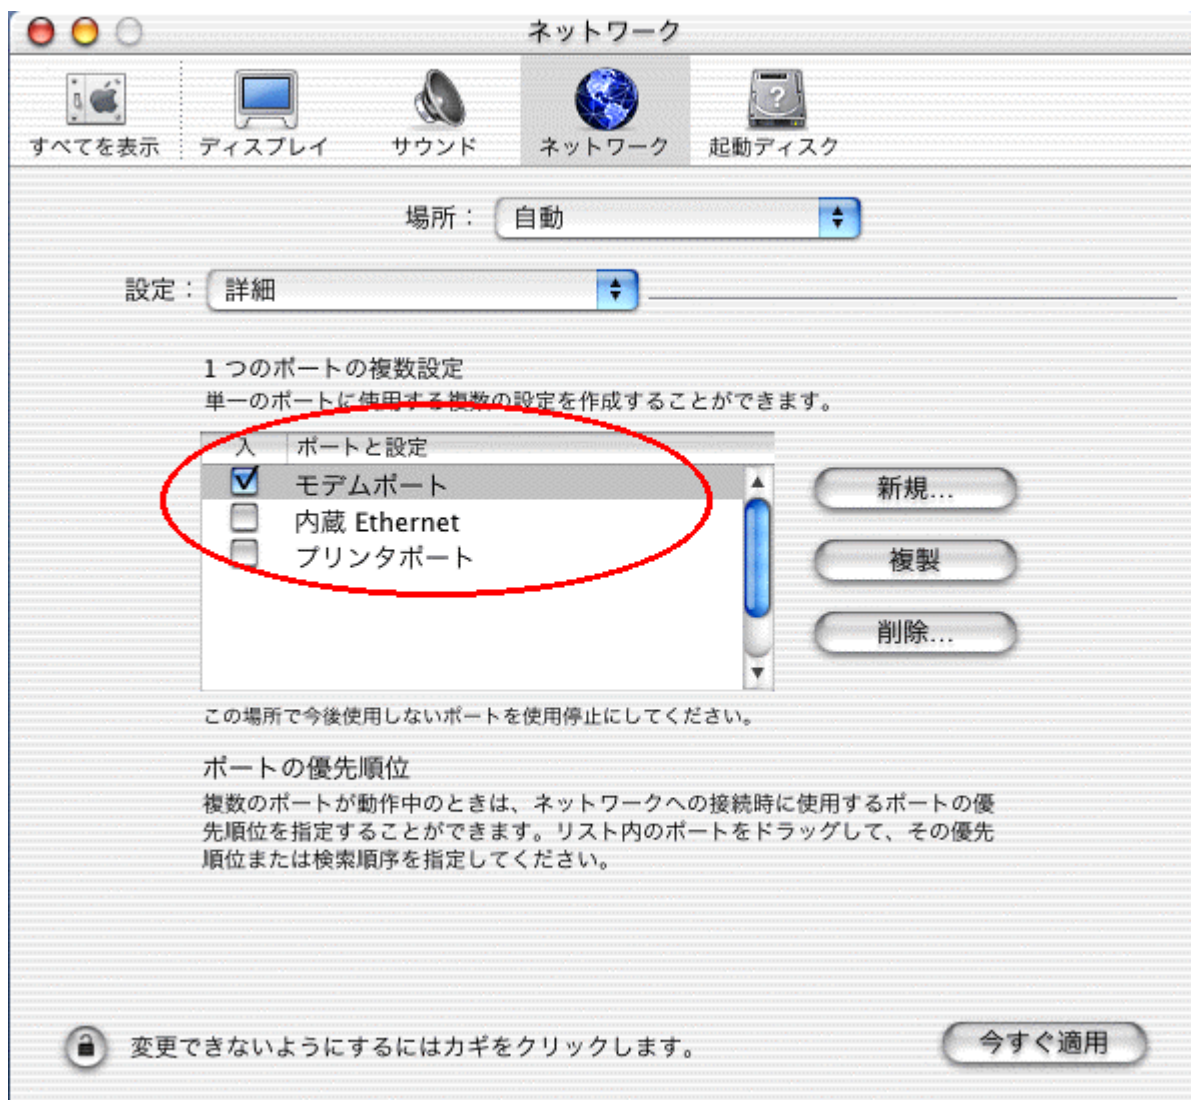 ネットワーク
すべてを表示 ディスプレイ サウンド ネットワーク 起動ディスク
場所： 自動
設定： 詳細
1 つのポートの複数設定
単一のポートに使用する複数の設定を作成することができます。
入 ポートと設定
モデムポート
内蔵 Ethernet
プリンタポート
新規...
複製
削除...
この場所で今後使用しないポートを使用停止にしてください。
ポートの優先順位
複数のポートが動作中のときは、ネットワークへの接続時に使用するポートの優
先順位を指定することができます。リスト内のポートをドラッグして、その優先
順位または検索順序を指定してください。
変更できないようにするにはカギをクリックします。
今すぐ適用